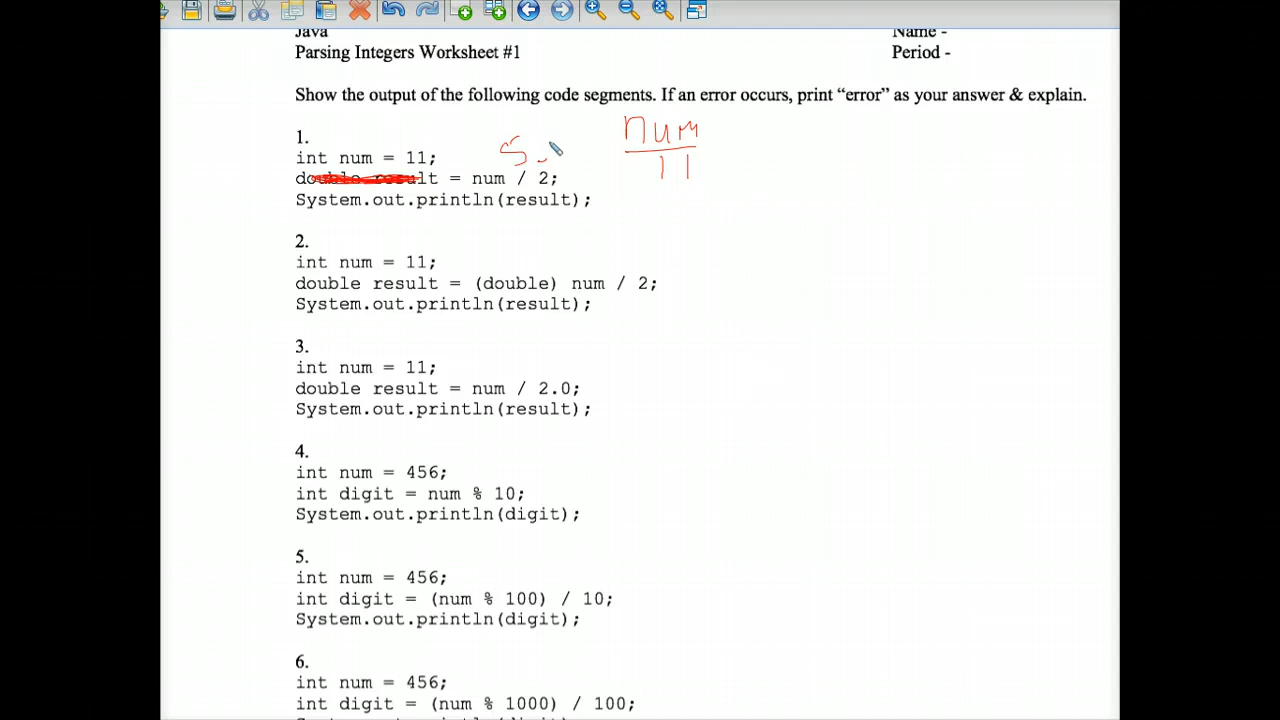 Java
Name -
Parsing Integers Worksheet #1
Period -
Show the output of the following code segments. If an error occurs, print “error” as your answer & explain.
1.
int num = 11;
double result = num / 2;
System.out.println(result);
5.
num
11
2.
int num = 11;
double result = (double) num / 2;
System.out.println(result);
3.
int num = 11;
double result = num / 2.0;
System.out.println(result);
4.
int num = 456;
int digit = num % 10;
System.out.println(digit);
5.
int num = 456;
int digit = (num % 100) / 10;
System.out.println(digit);
6.
int num = 456;
int digit = (num % 1000) / 100;
System.out.println(digit)